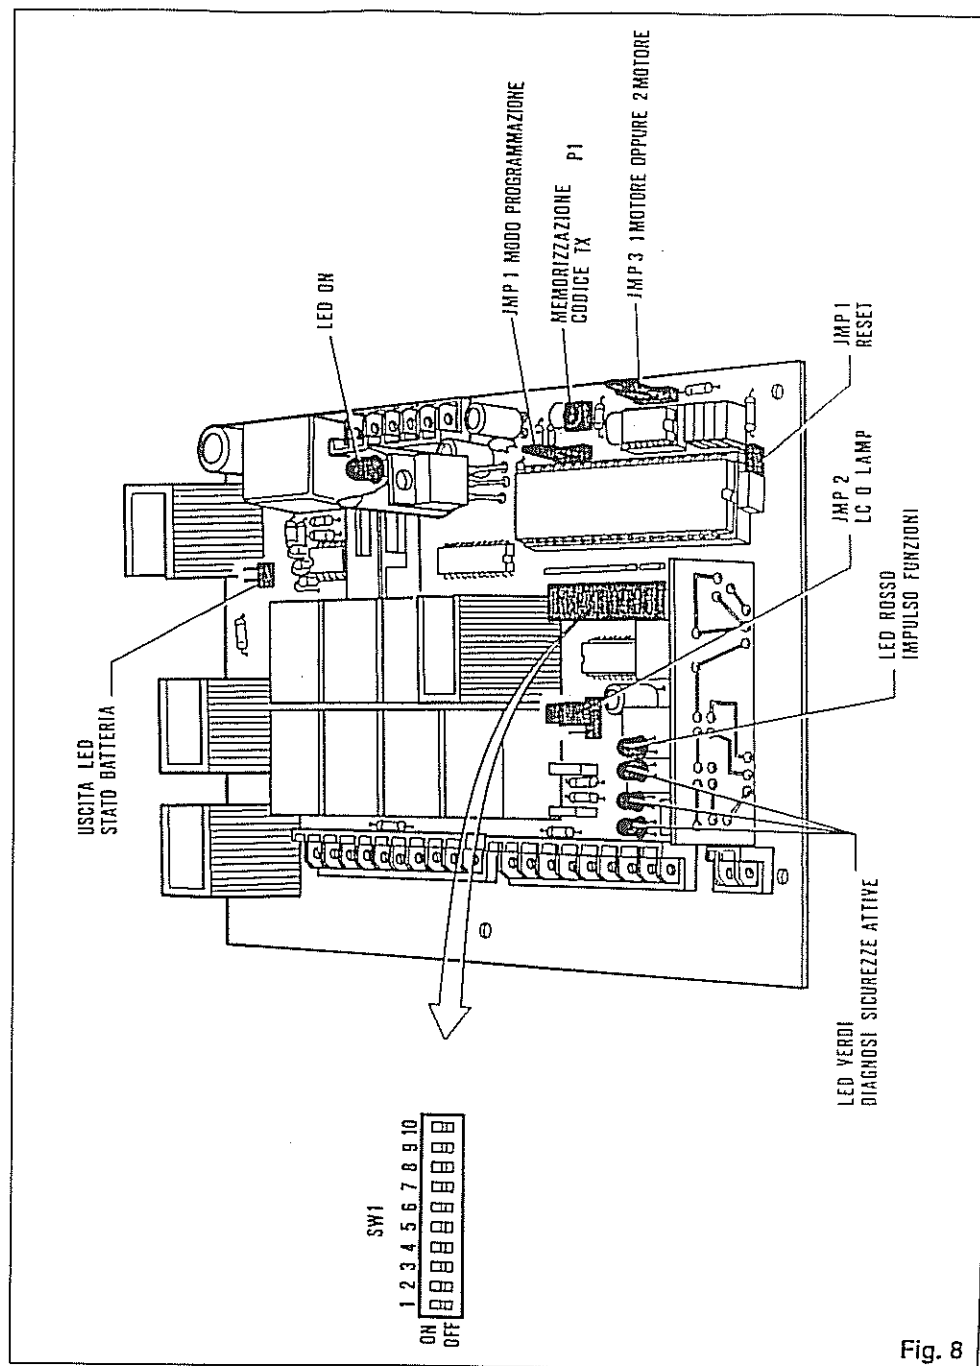 USCITA LED
STATO BATTERIA
LED ON
JMP 1 MODO PROGRAMMAZIONE
MEMORIZZAZIONE P1
CODICE TX
JMP 3 1 MOTORE OPPURE 2 MOTORE
JMP 1
RESET
JMP 2
LC O LAMP
LED ROSSO
IMPULSO FUNZIONI
LED VERDI
DIAGNOSI SICUREZZE ATTIVE
SW1
1 2 3 4 5 6 7 8 9 10
ON
OFF
Fig. 8